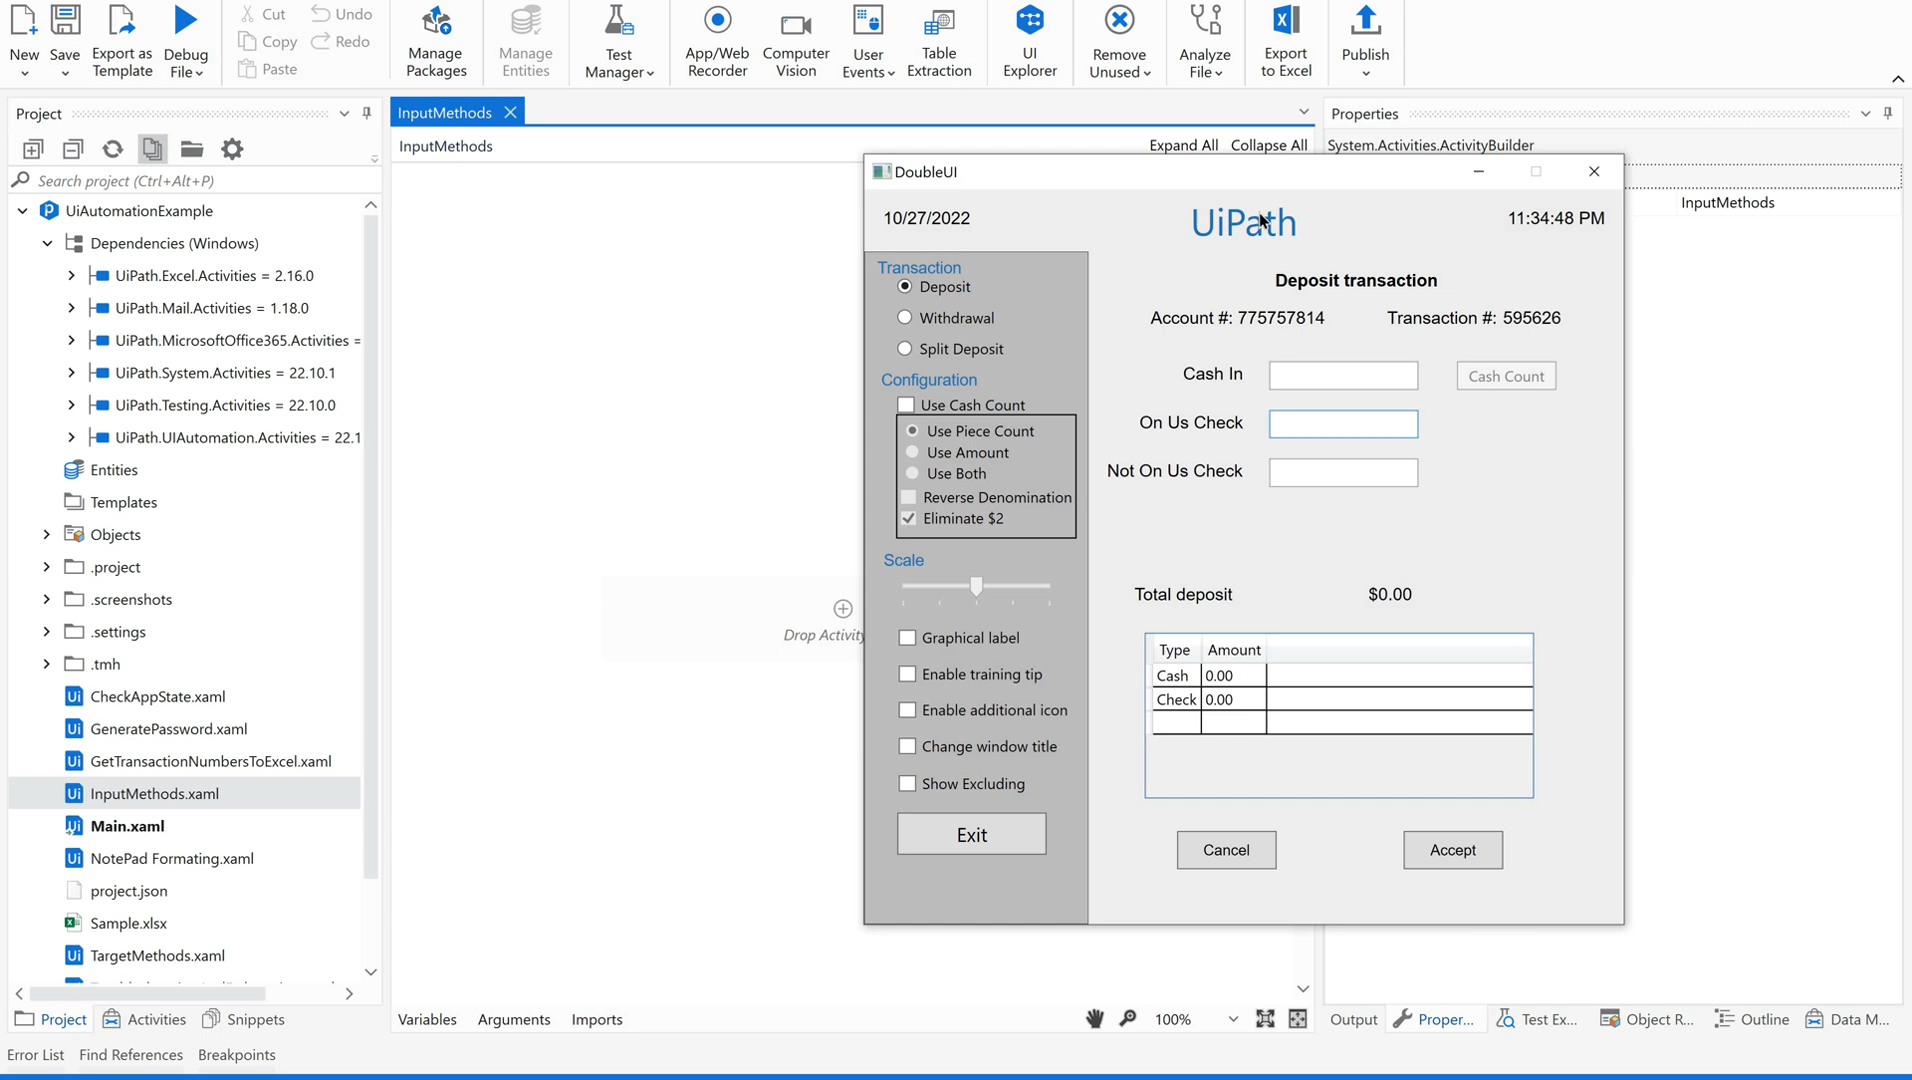 New
Save
Export as
Template
Debug
File
Cut
Copy
Paste
Undo
Redo
Manage
Packages
Manage
Entities
Test
Manager
App/Web
Recorder
Computer
Vision
User
Events
Table
Extraction
UI
Explorer
Remove
Unused
Analyze
File
Export
to Excel
Publish
Project
Search project (Ctrl+Alt+P)
UiAutomationExample
Dependencies (Windows)
UiPath.Excel.Activities = 2.16.0
UiPath.Mail.Activities = 1.18.0
UiPath.MicrosoftOffice365.Activities =
UiPath.System.Activities = 22.10.1
UiPath.Testing.Activities = 22.10.0
UiPath.UIAutomation.Activities = 22.1
Entities
Templates
Objects
.project
.screenshots
.settings
.tmh
CheckAppState.xaml
GeneratePassword.xaml
GetTransactionNumbersToExcel.xaml
InputMethods.xaml
Main.xaml
NotePad Formating.xaml
project.json
Sample.xlsx
TargetMethods.xaml
Project
Activities
Snippets
InputMethods
InputMethods
Expand All
Collapse All
Drop Activity
Variables
Arguments
Imports
100%
Properties
System.Activities.ActivityBuilder
InputMethods
DoubleUI
10/27/2022
UiPath
11:34:48 PM
Transaction
Deposit
Withdrawal
Split Deposit
Configuration
Use Cash Count
Use Piece Count
Use Amount
Use Both
Reverse Denomination
Eliminate $2
Scale
Graphical label
Enable training tip
Enable additional icon
Change window title
Show Excluding
Exit
Deposit transaction
Account #: 775757814
Transaction #: 595626
Cash In
Cash Count
On Us Check
Not On Us Check
Total deposit
$0.00
Type Amount
Cash 0.00
Check 0.00
Cancel
Accept
Output
Proper...
Test Ex...
Object R...
Outline
Data M...
Error List
Find References
Breakpoints